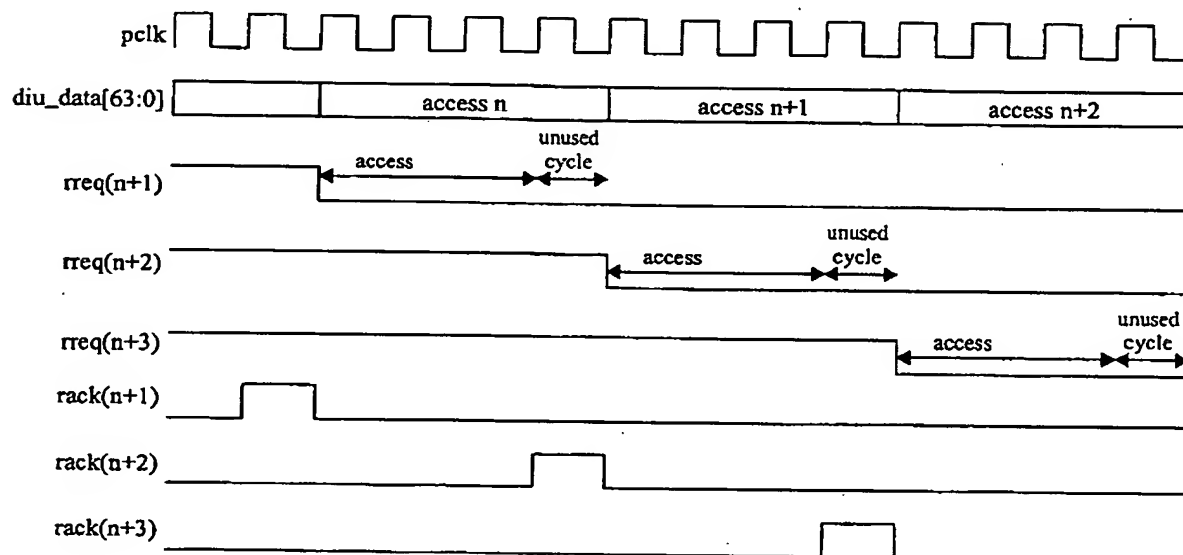 pclk
diu_data[63:0]
access n
access n+1
access n+2
rreq(n+1)
access
unused
cycle
rreq(n+2)
access
unused
cycle
rreq(n+3)
access
unused
cycle
rack(n+1)
rack(n+2)
rack(n+3)